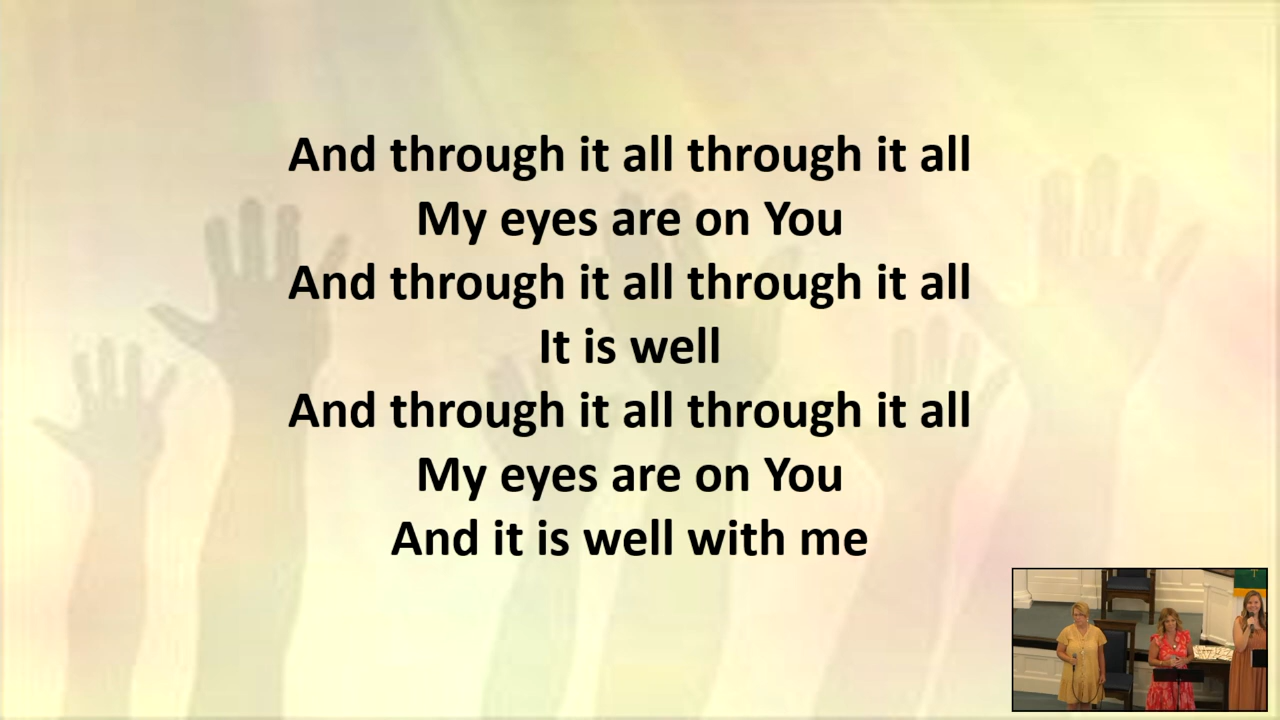 And through it all through it all
My eyes are on You
And through it all through it all
It is well
And through it all through it all
My eyes are on You
And it is well with me